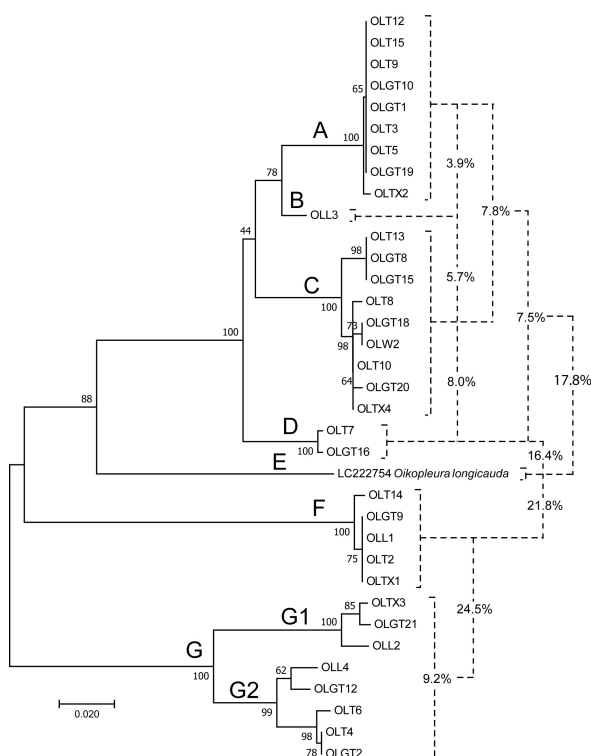 OLT12
OLT15
OLT9
65
OLGT10
OLGT1
A
OLT3
100
OLT5
3.9%
78
OLGT19
OLTX2
B
OLL3
7.8%
44
OLT13
98
OLGT8
OLGT15
5.7%
C
OLT8
100
73
OLGT18
7.5%
98
OLW2
100
OLT10
17.8%
64
OLGT20
8.0%
88
OLTX4
D
OLT7
100
OLGT16
16.4%
E
LC222754 Oikopleura longicauda
OLT14
21.8%
F
OLGT9
100
OLL1
75
OLT2
OLTX1
OLTX3
24.5%
G1
85
100
OLGT21
OLL2
G
100
OLL4
62
9.2%
G2
OLGT12
99
OLT6
98
OLT4
78
OLGT2
0.020